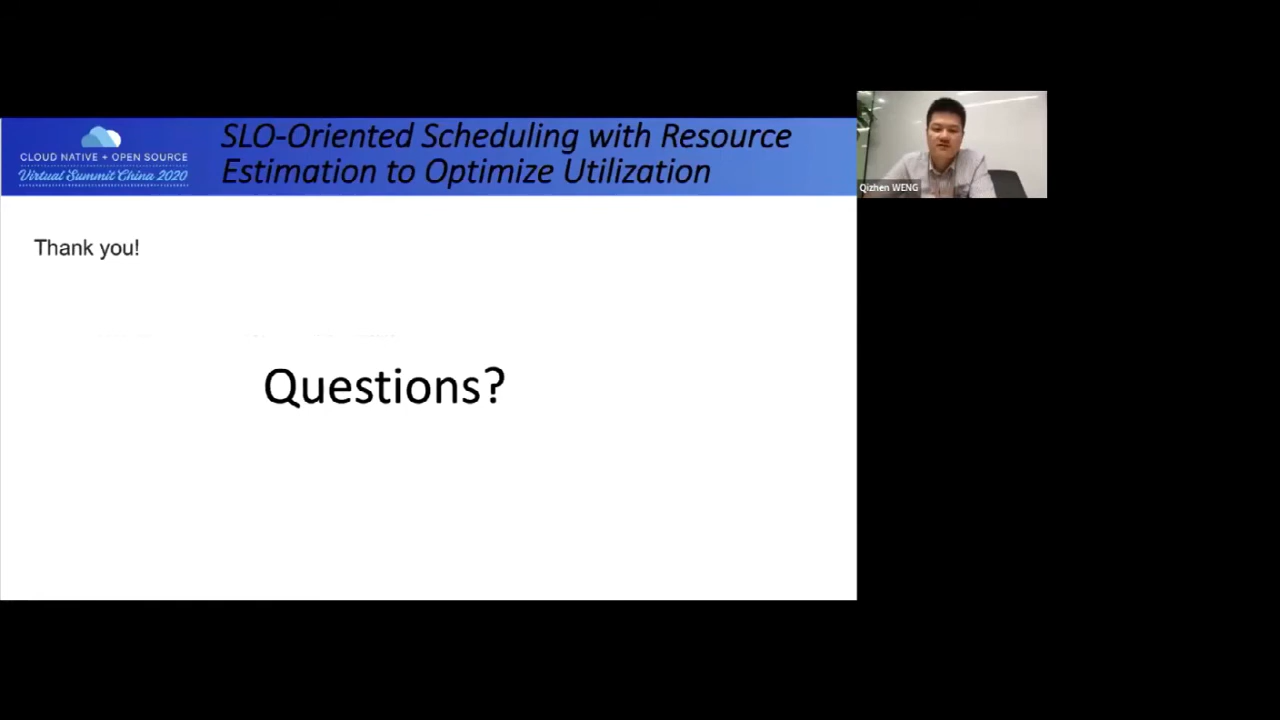 SLO-Oriented Scheduling with Resource
Estimation to Optimize Utilization
CLOUD NATIVE + OPEN SOURCE
Virtual Summit China 2020
Qizhen WENG
Thank you!
Questions?